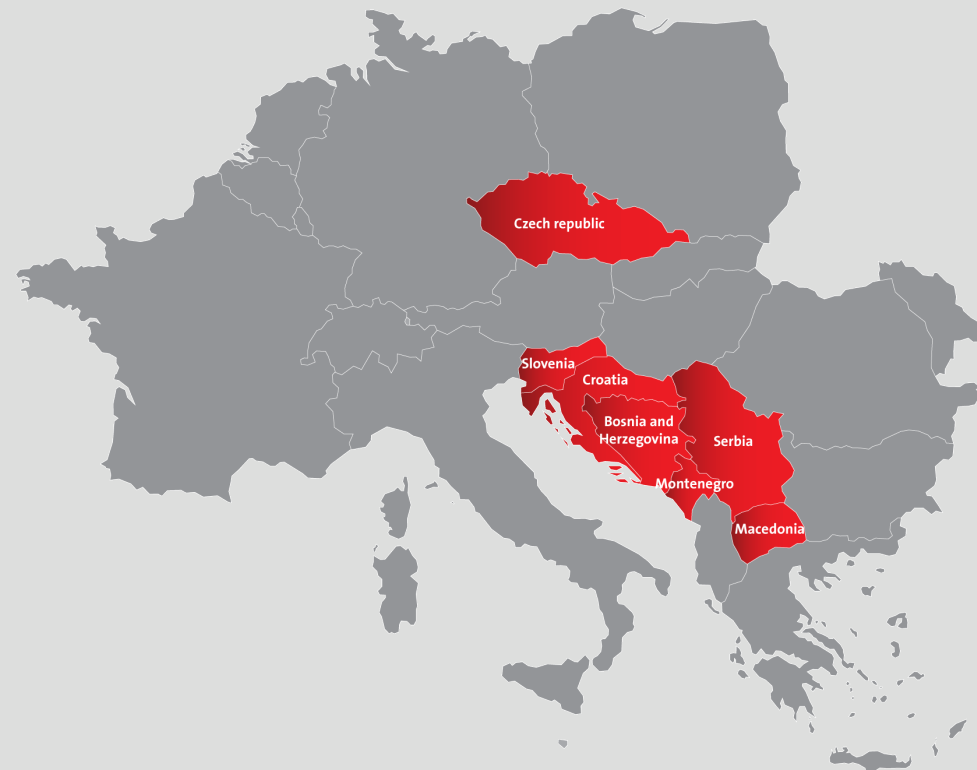 Czech republic
Slovenia
Croatia
Bosnia and
Herzegovina
Serbia
Montenegro
Macedonia